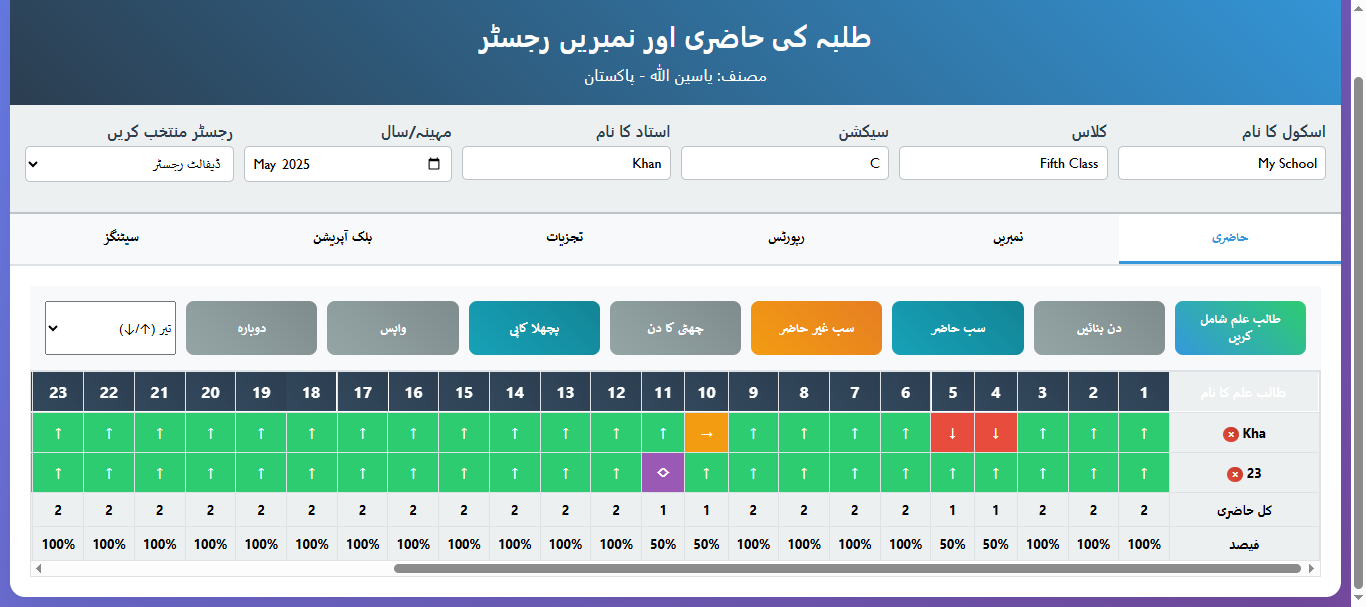 طلبہ کی حاضری اور نمبریں رجسٹر
مصنف: یاسین اللہ - پاکستان
اسکول کا نام کلاس سیکشن استاد کا نام مہینہ/سال رجسٹر منتخب کریں
My School Fifth Class C Khan May 2025 ڈیفالٹ رجسٹر
حاضری نمبریں رپورٹس تجزیات بلک آپریشن سیٹنگز
طالب علم شامل کریں دن بنائیں سب حاضر سب غیر حاضر چھٹی کا دن پچھلا کاپی واپس دوبارہ تیر (↑/↓)
طالب علم کا نام 1 2 3 4 5 6 7 8 9 10 11 12 13 14 15 16 17 18 19 20 21 22 23
Kha ↑ ↑ ↑ ↓ ↓ ↑ ↑ ↑ ↑ → ↑ ↑ ↑ ↑ ↑ ↑ ↑ ↑ ↑ ↑ ↑ ↑ ↑
23 ↑ ↑ ↑ ↑ ↑ ↑ ↑ ↑ ↑ ↑ ◇ ↑ ↑ ↑ ↑ ↑ ↑ ↑ ↑ ↑ ↑ ↑ ↑
کل حاضری 2 2 2 1 1 2 2 2 2 1 1 2 2 2 2 2 2 2 2 2 2 2 2
فیصد 100% 100% 100% 50% 50% 100% 100% 100% 100% 50% 50% 100% 100% 100% 100% 100% 100% 100% 100% 100% 100% 100% 100%